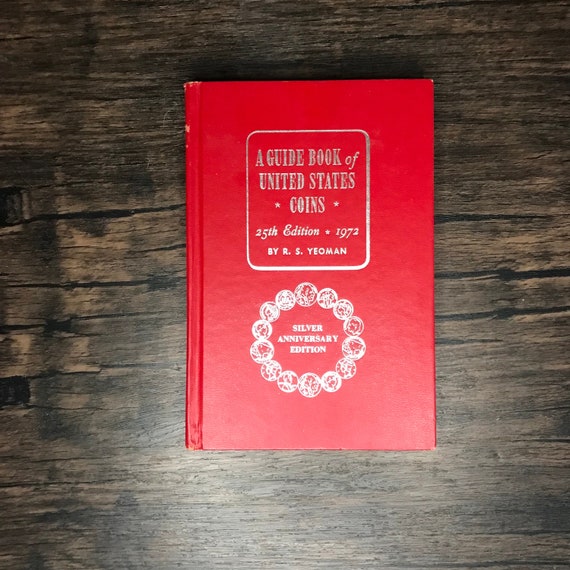 A GUIDE BOOK of
UNITED STATES
★ COINS ★
25th Edition ★ 1972
BY R. S. YEOMAN
SILVER
ANNIVERSARY
EDITION